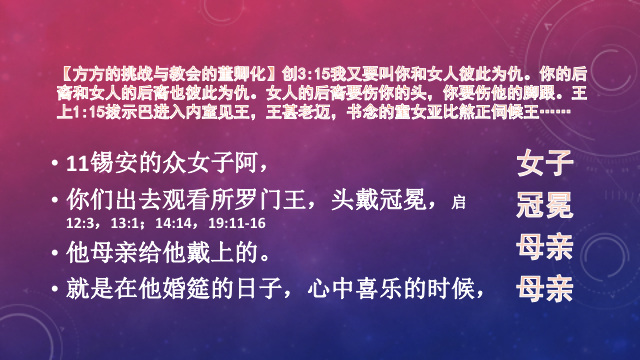 〖方方的挑战与教会的董卿化〗创3:15我又要叫你和女人彼此为仇。你的后
裔和女人的后裔也彼此为仇。女人的后裔要伤你的头，你要伤他的脚跟。王
上1:15拔示巴进入内室见王，王甚老迈，书念的童女亚比煞正伺候王……
• 11锡安的众女子阿，
• 你们出去观看所罗门王，头戴冠冕，启
12:3，13:1；14:14，19:11-16
• 他母亲给他戴上的。
• 就是在他婚筵的日子，心中喜乐的时候，
女子
冠冕
母亲
母亲